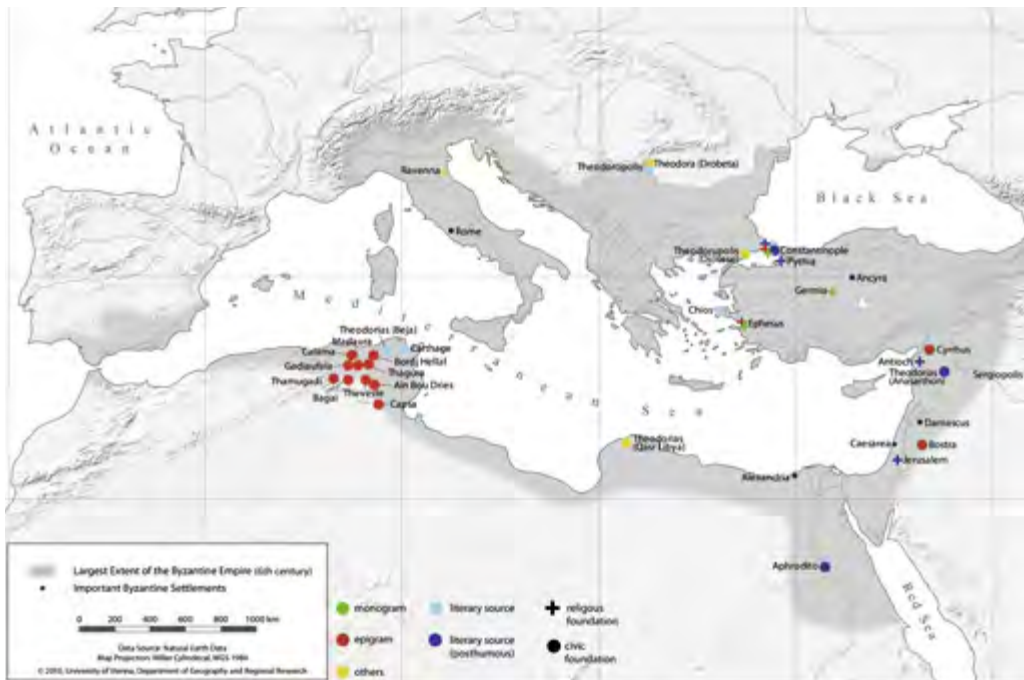 Atlantic
Ocean
Black Sea
Mediterranean Sea
Red Sea
Ravenna
Rome
Theodoropolis
Theodora (Drobeta)
Theodorupolis
Constantinople
Pythia
Ancyra
Germia
Chios
Ephesus
Theodorias (Beja)
Carthage
Calama
Bordj Hellal
Gadiaufala
Thagura
Thamugadi
Ain Bou Dries
Theveste
Bagai
Capsa
Theodorias
(Qasr Libya)
Cyrrhus
Antioch
Theodorias
(Anasarthon)
Sergiopolis
Damascus
Caesarea
Bostra
Jerusalem
Alexandria
Aphrodito
Largest Extent of the Byzantine Empire (6th century)
Important Byzantine Settlements
0 200 400 600 800 1000 km
Data Source: Natural Earth Data
Map Projection: Miller Cylindrical, WGS 1984
© 2010, University of Vienna, Department of Geography and Regional Research
monogram
epigram
others
literary source
literary source
(posthumous)
religous
foundation
civic
foundation